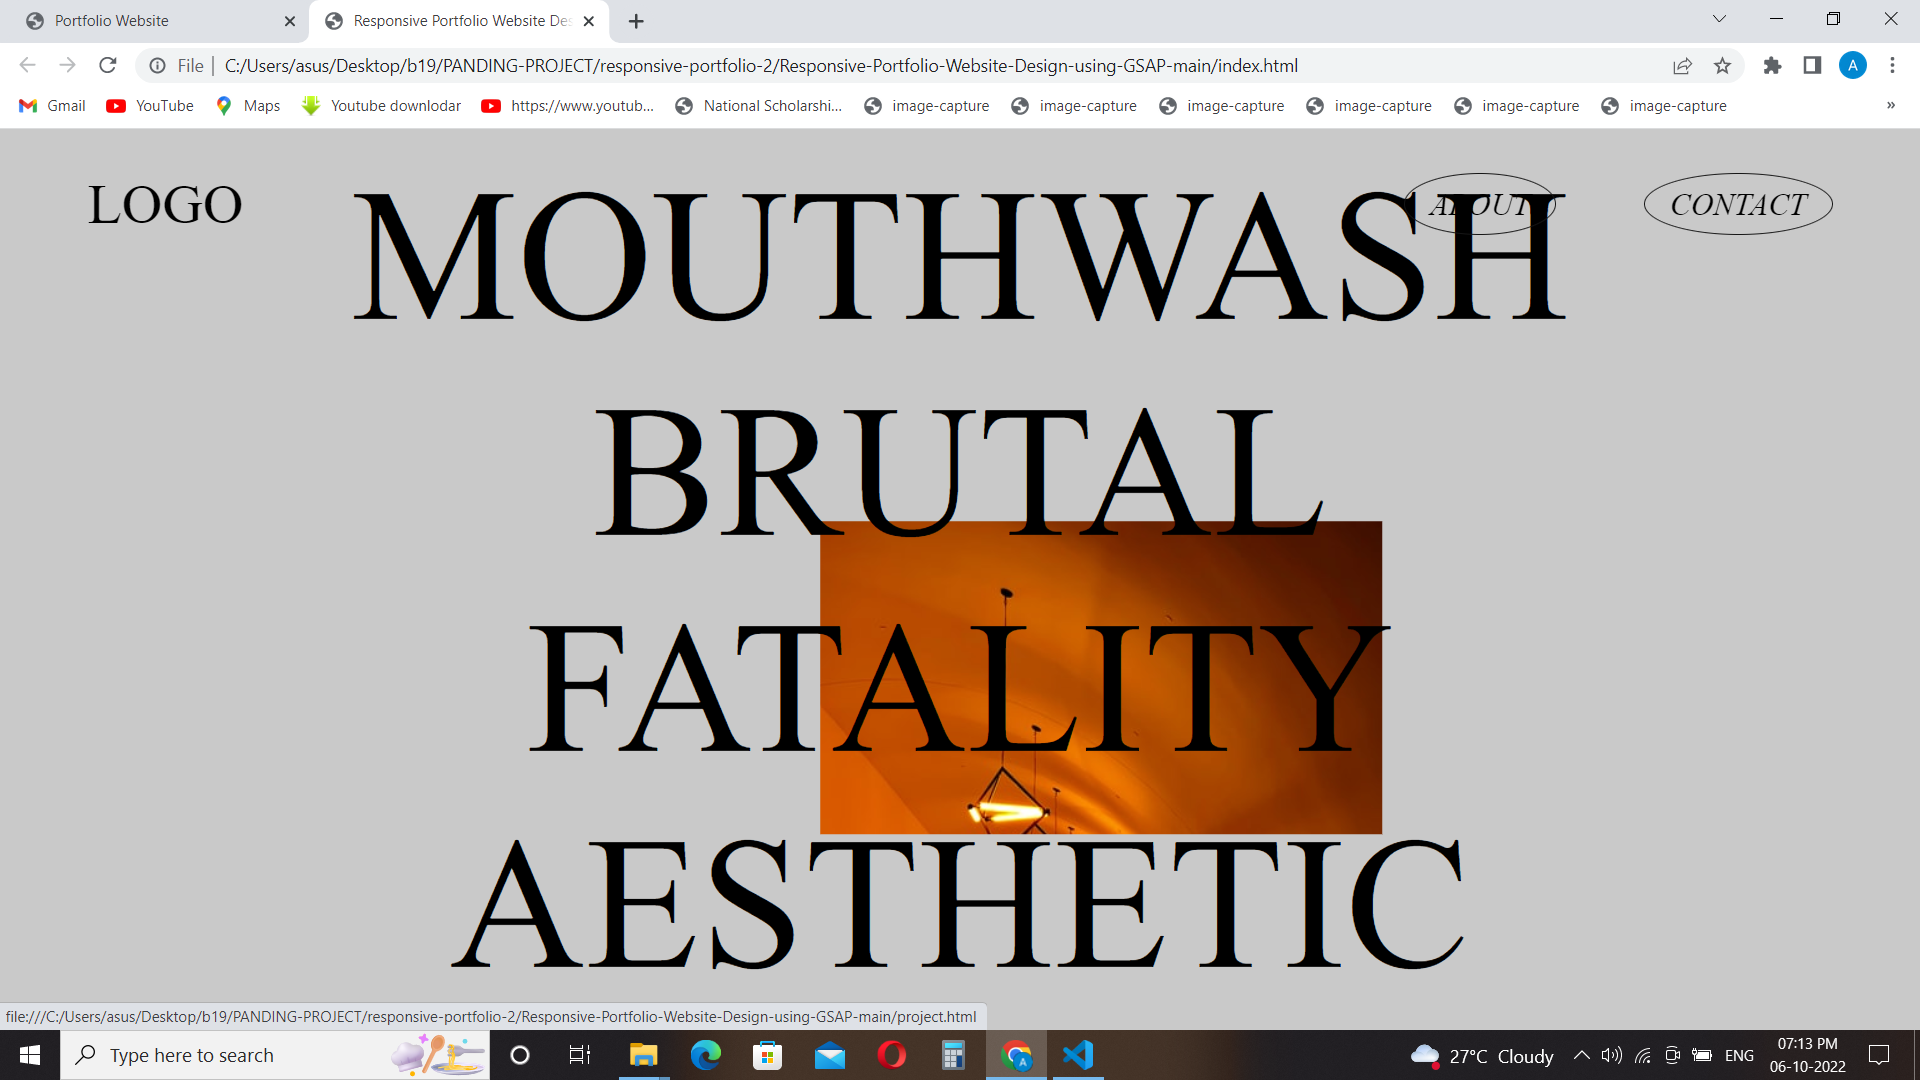 Portfolio Website
Responsive Portfolio Website De
File
C:/Users/asus/Desktop/b19/PANDING-PROJECT/responsive-portfolio-2/Responsive-Portfolio-Website-Design-using-GSAP-main/index.html
A
Gmail
YouTube
Maps
Youtube downlodar
https://www.youtub...
National Scholarshi...
image-capture
image-capture
image-capture
image-capture
image-capture
image-capture
»
LOGO
ABOUT
CONTACT
MOUTHWASH
BRUTAL
FATALITY
AESTHETIC
file:///C:/Users/asus/Desktop/b19/PANDING-PROJECT/responsive-portfolio-2/Responsive-Portfolio-Website-Design-using-GSAP-main/project.html
Type here to search
A
27°C Cloudy
ENG
07:13 PM
06-10-2022